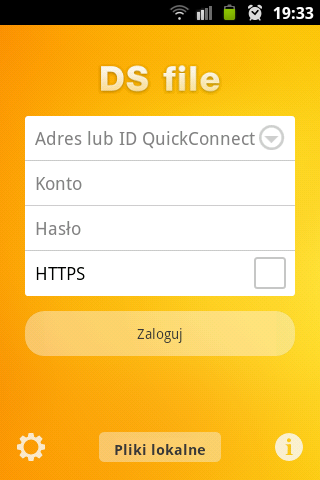 19:33
DS file
Adres lub ID QuickConnect
Konto
Hasło
HTTPS
Zaloguj
Pliki lokalne